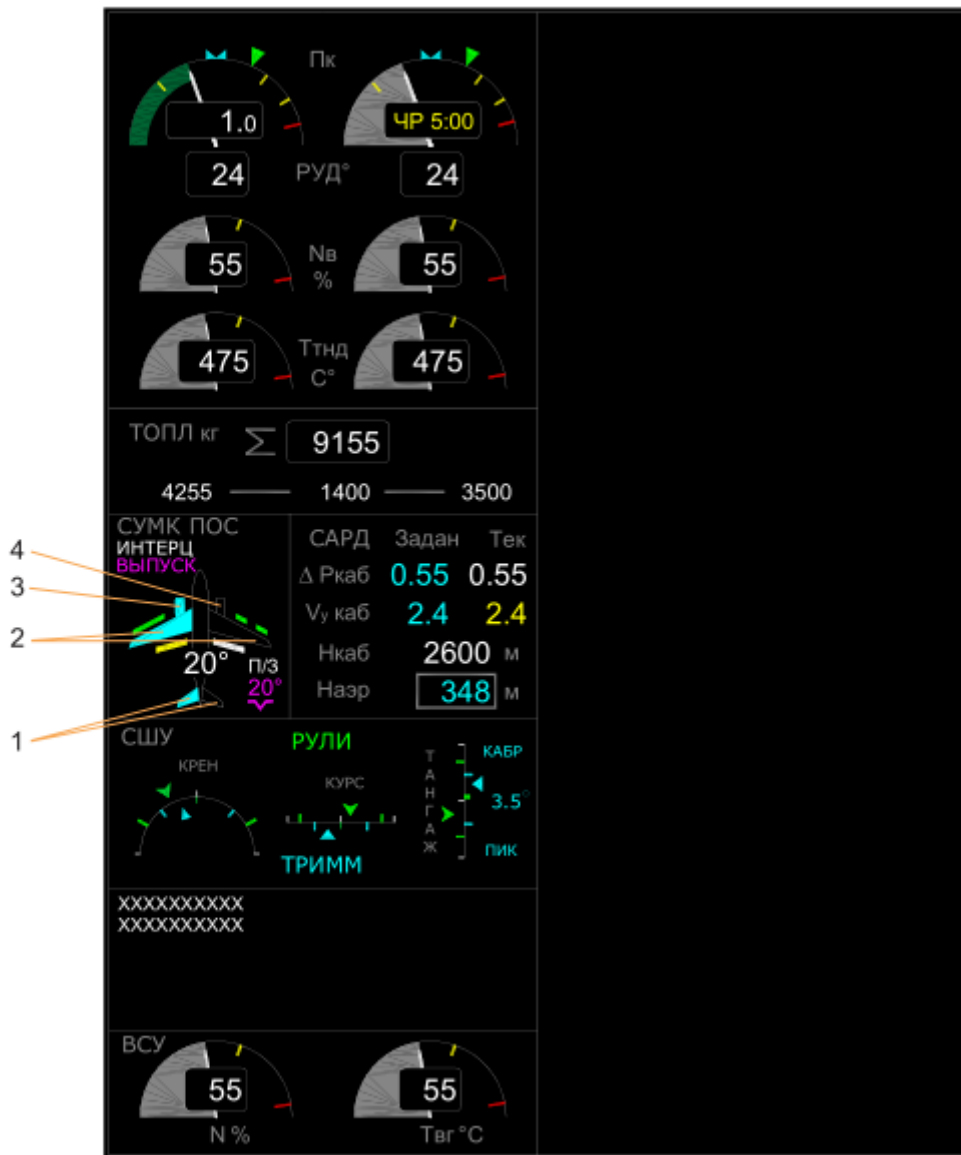 Пк
1.0 ЧР 5:00
24 РУД° 24
Nв
55 % 55
Tтнд
475 С° 475
ТОПЛ кг Σ 9155
4255 1400 3500
СУМК ПОС
ИНТЕРЦ
ВЫПУСК
4
3
2
1
20° П/З
20°
САРД Задан Тек
Δ Ркаб 0.55 0.55
Vу каб 2.4 2.4
Нкаб 2600 м
Наэр 348 м
СШУ РУЛИ
КРЕН
КУРС
ТРИММ
ТАНГАЖ
КАБР
3.5°
ПИК
XXXXXXXXXX
XXXXXXXXXX
ВСУ
55 55
N % Tвг °C